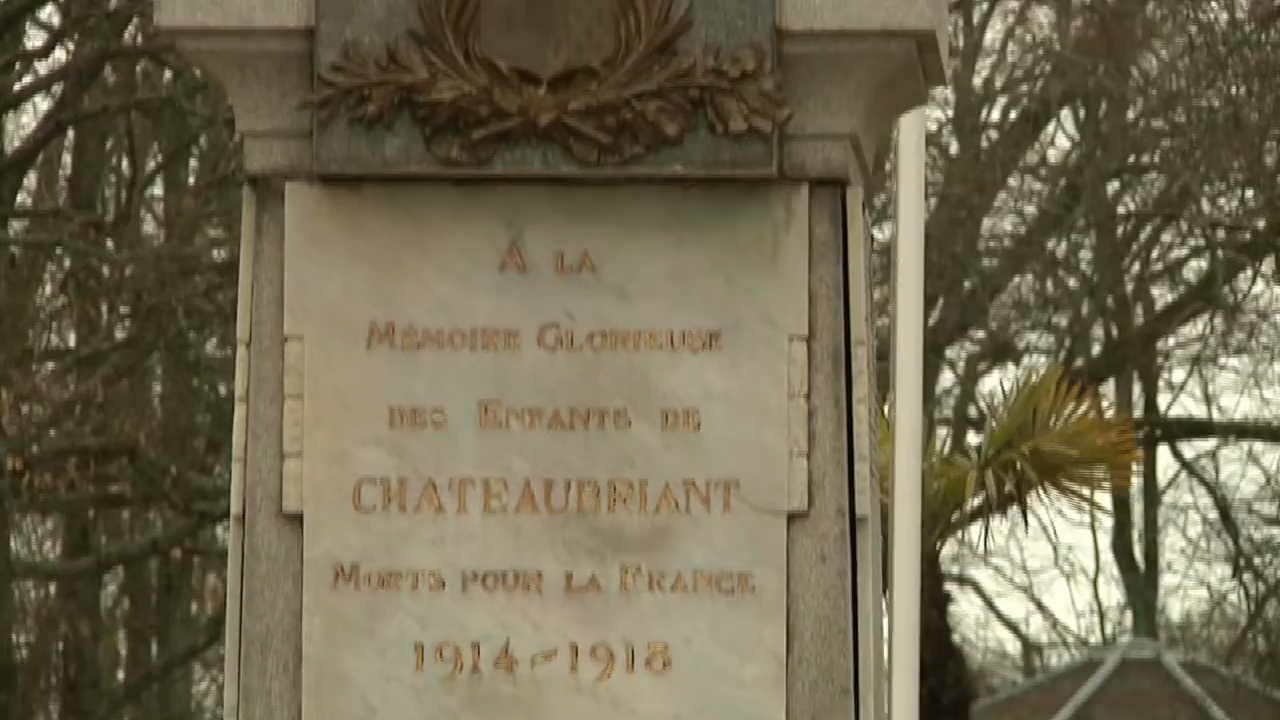 À LA
MÉMOIRE GLORIEUSE
DES ENFANTS DE
CHATEAUBRIANT
MORTS POUR LA FRANCE
1914-1918